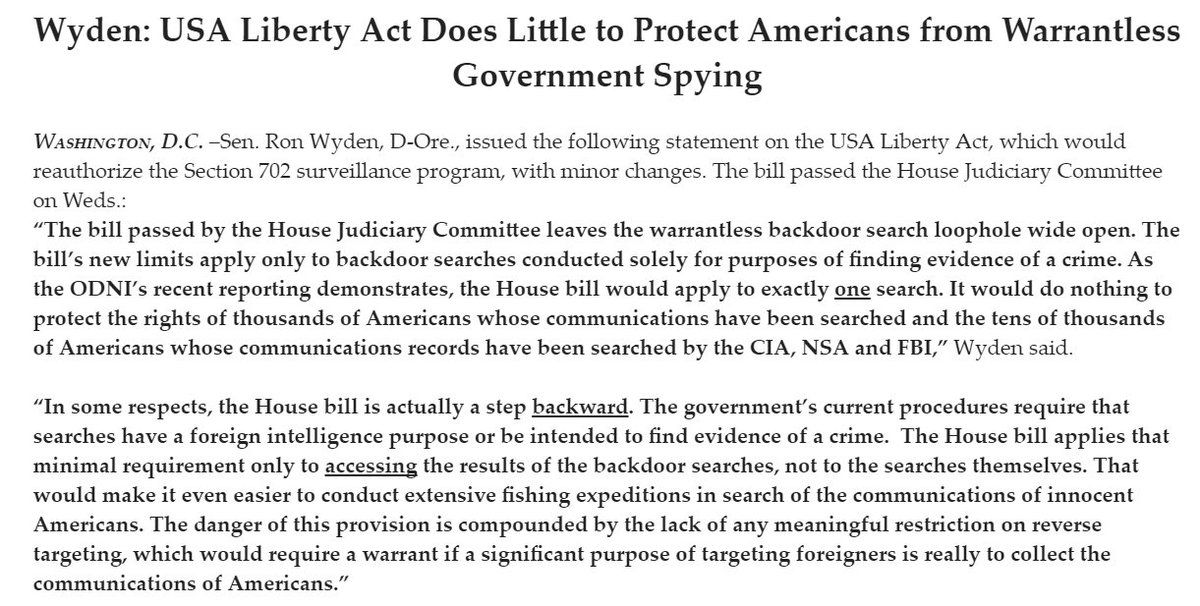 Wyden: USA Liberty Act Does Little to Protect Americans from Warrantless
Government Spying
WASHINGTON, D.C. –Sen. Ron Wyden, D-Ore., issued the following statement on the USA Liberty Act, which would
reauthorize the Section 702 surveillance program, with minor changes. The bill passed the House Judiciary Committee
on Weds.:
“The bill passed by the House Judiciary Committee leaves the warrantless backdoor search loophole wide open. The
bill’s new limits apply only to backdoor searches conducted solely for purposes of finding evidence of a crime. As
the ODNI’s recent reporting demonstrates, the House bill would apply to exactly one search. It would do nothing to
protect the rights of thousands of Americans whose communications have been searched and the tens of thousands
of Americans whose communications records have been searched by the CIA, NSA and FBI,” Wyden said.
“In some respects, the House bill is actually a step backward. The government’s current procedures require that
searches have a foreign intelligence purpose or be intended to find evidence of a crime.  The House bill applies that
minimal requirement only to accessing the results of the backdoor searches, not to the searches themselves. That
would make it even easier to conduct extensive fishing expeditions in search of the communications of innocent
Americans. The danger of this provision is compounded by the lack of any meaningful restriction on reverse
targeting, which would require a warrant if a significant purpose of targeting foreigners is really to collect the
communications of Americans.”